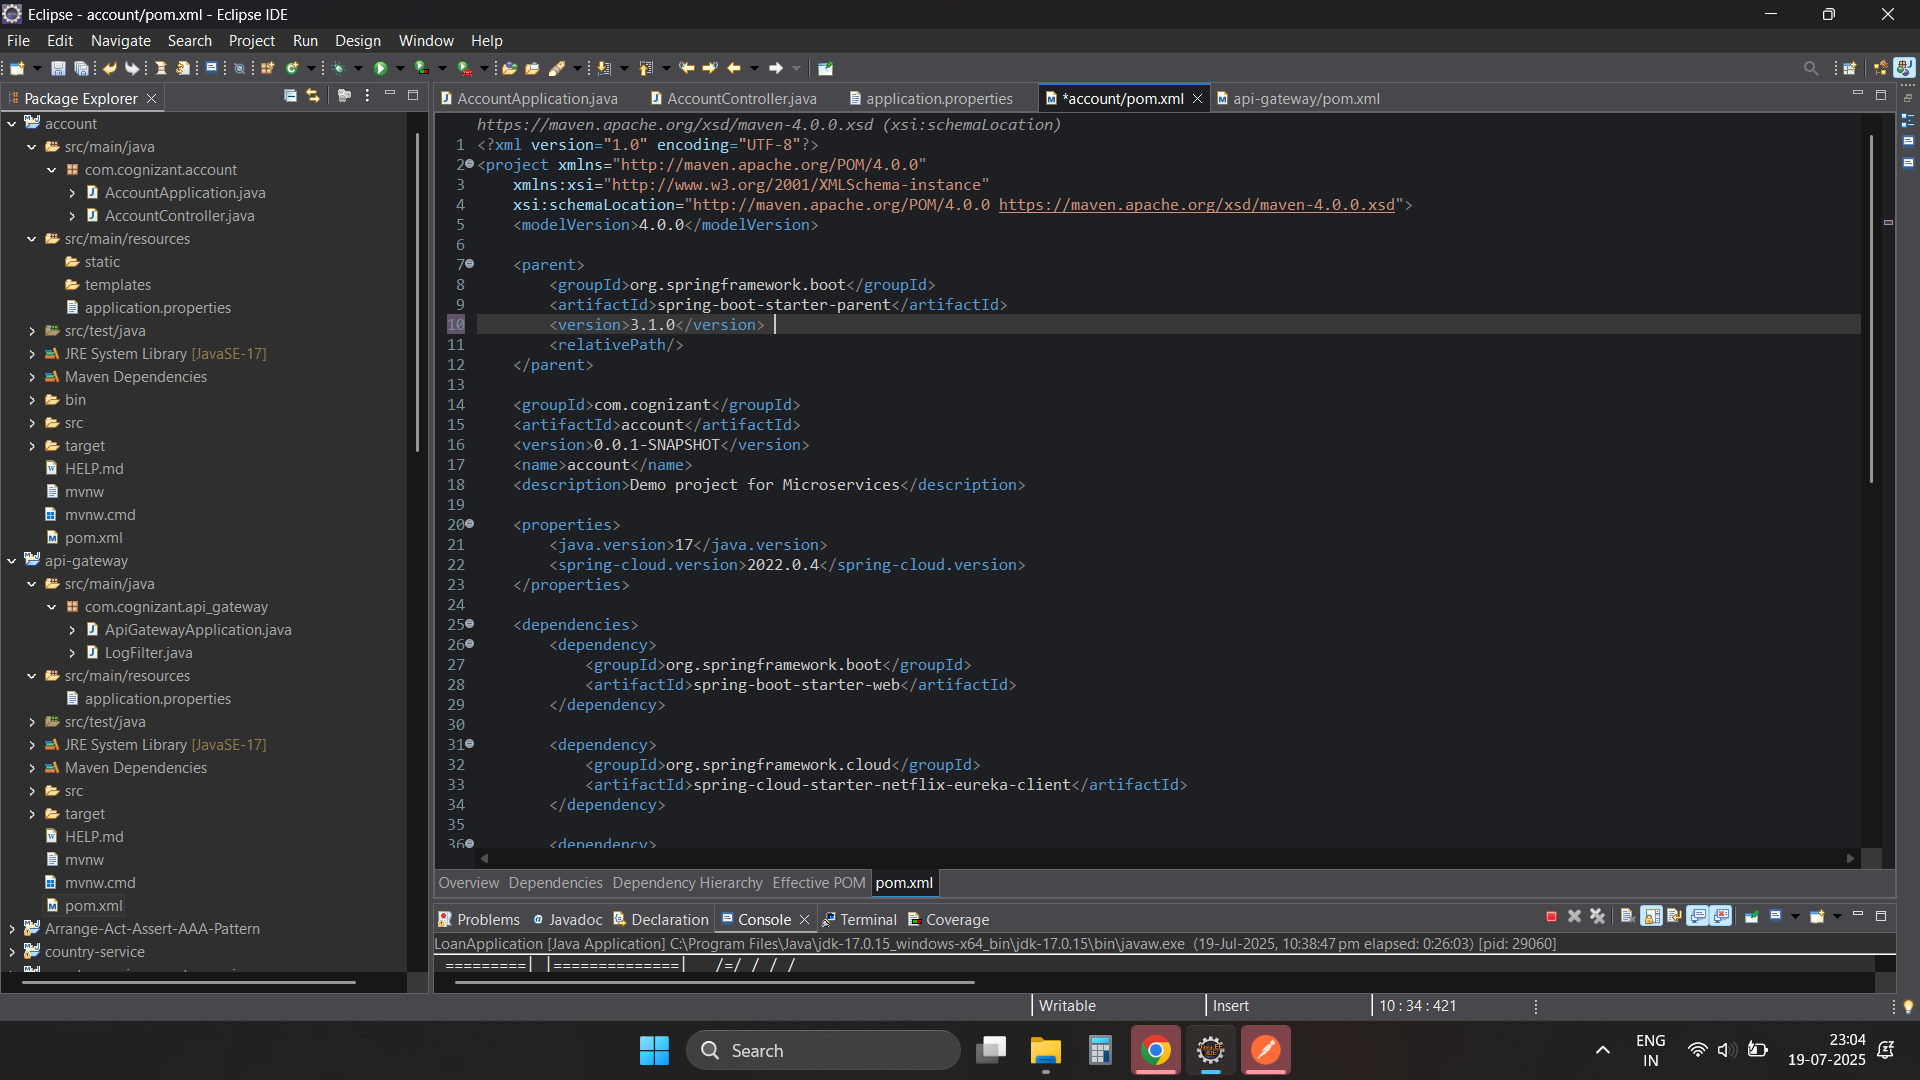 Eclipse - account/pom.xml - Eclipse IDE
File Edit Navigate Search Project Run Design Window Help
Package Explorer
account
src/main/java
com.cognizant.account
AccountApplication.java
AccountController.java
src/main/resources
static
templates
application.properties
src/test/java
JRE System Library [JavaSE-17]
Maven Dependencies
bin
src
target
HELP.md
mvnw
mvnw.cmd
pom.xml
api-gateway
src/main/java
com.cognizant.api_gateway
ApiGatewayApplication.java
LogFilter.java
src/main/resources
application.properties
src/test/java
JRE System Library [JavaSE-17]
Maven Dependencies
src
target
HELP.md
mvnw
mvnw.cmd
pom.xml
Arrange-Act-Assert-AAA-Pattern
country-service
AccountApplication.java AccountController.java application.properties *account/pom.xml api-gateway/pom.xml
https://maven.apache.org/xsd/maven-4.0.0.xsd (xsi:schemaLocation)
1 <?xml version="1.0" encoding="UTF-8"?>
2 <project xmlns="http://maven.apache.org/POM/4.0.0"
3 xmlns:xsi="http://www.w3.org/2001/XMLSchema-instance"
4 xsi:schemaLocation="http://maven.apache.org/POM/4.0.0 https://maven.apache.org/xsd/maven-4.0.0.xsd">
5 <modelVersion>4.0.0</modelVersion>
6
7 <parent>
8 <groupId>org.springframework.boot</groupId>
9 <artifactId>spring-boot-starter-parent</artifactId>
10 <version>3.1.0</version>
11 <relativePath/>
12 </parent>
13
14 <groupId>com.cognizant</groupId>
15 <artifactId>account</artifactId>
16 <version>0.0.1-SNAPSHOT</version>
17 <name>account</name>
18 <description>Demo project for Microservices</description>
19
20 <properties>
21 <java.version>17</java.version>
22 <spring-cloud.version>2022.0.4</spring-cloud.version>
23 </properties>
24
25 <dependencies>
26 <dependency>
27 <groupId>org.springframework.boot</groupId>
28 <artifactId>spring-boot-starter-web</artifactId>
29 </dependency>
30
31 <dependency>
32 <groupId>org.springframework.cloud</groupId>
33 <artifactId>spring-cloud-starter-netflix-eureka-client</artifactId>
34 </dependency>
35
36 <dependency>
Overview Dependencies Dependency Hierarchy Effective POM pom.xml
Problems Javadoc Declaration Console Terminal Coverage
LoanApplication [Java Application] C:\Program Files\Java\jdk-17.0.15_windows-x64_bin\jdk-17.0.15\bin\javaw.exe (19-Jul-2025, 10:38:47 pm elapsed: 0:26:03) [pid: 29060]
=========| |==============| /=/ / / /
Writable Insert 10 : 34 : 421
Search
ENG
IN
23:04
19-07-2025